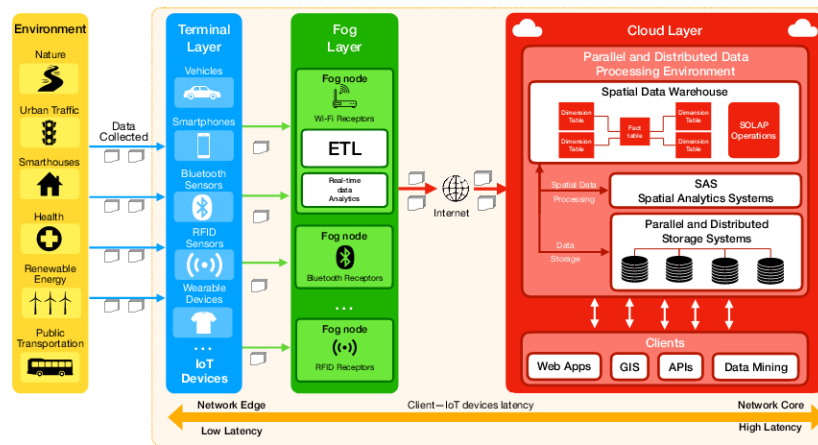 Environment
Nature
Urban Traffic
Smarthouses
Health
Renewable
Energy
Public
Transportation
Data
Collected
Terminal
Layer
Vehicles
Smartphones
Bluetooth
Sensors
RFID
Sensors
Wearable
Devices
...
IoT
Devices
Fog
Layer
Fog node
Wi-Fi Receptors
ETL
Real-time
data
Analytics
Fog node
Bluetooth Receptors
...
Fog node
RFID Receptors
Internet
Cloud Layer
Parallel and Distributed Data
Processing Environment
Spatial Data Warehouse
Dimension
Table
Dimension
Table
Fact
table
Dimension
Table
Dimension
Table
SOLAP
Operations
Spatial Data
Processing
SAS
Spatial Analytics Systems
Data
Storage
Parallel and Distributed
Storage Systems
Clients
Web Apps
GIS
APIs
Data Mining
Network Edge
Client—IoT devices latency
Network Core
Low Latency
High Latency